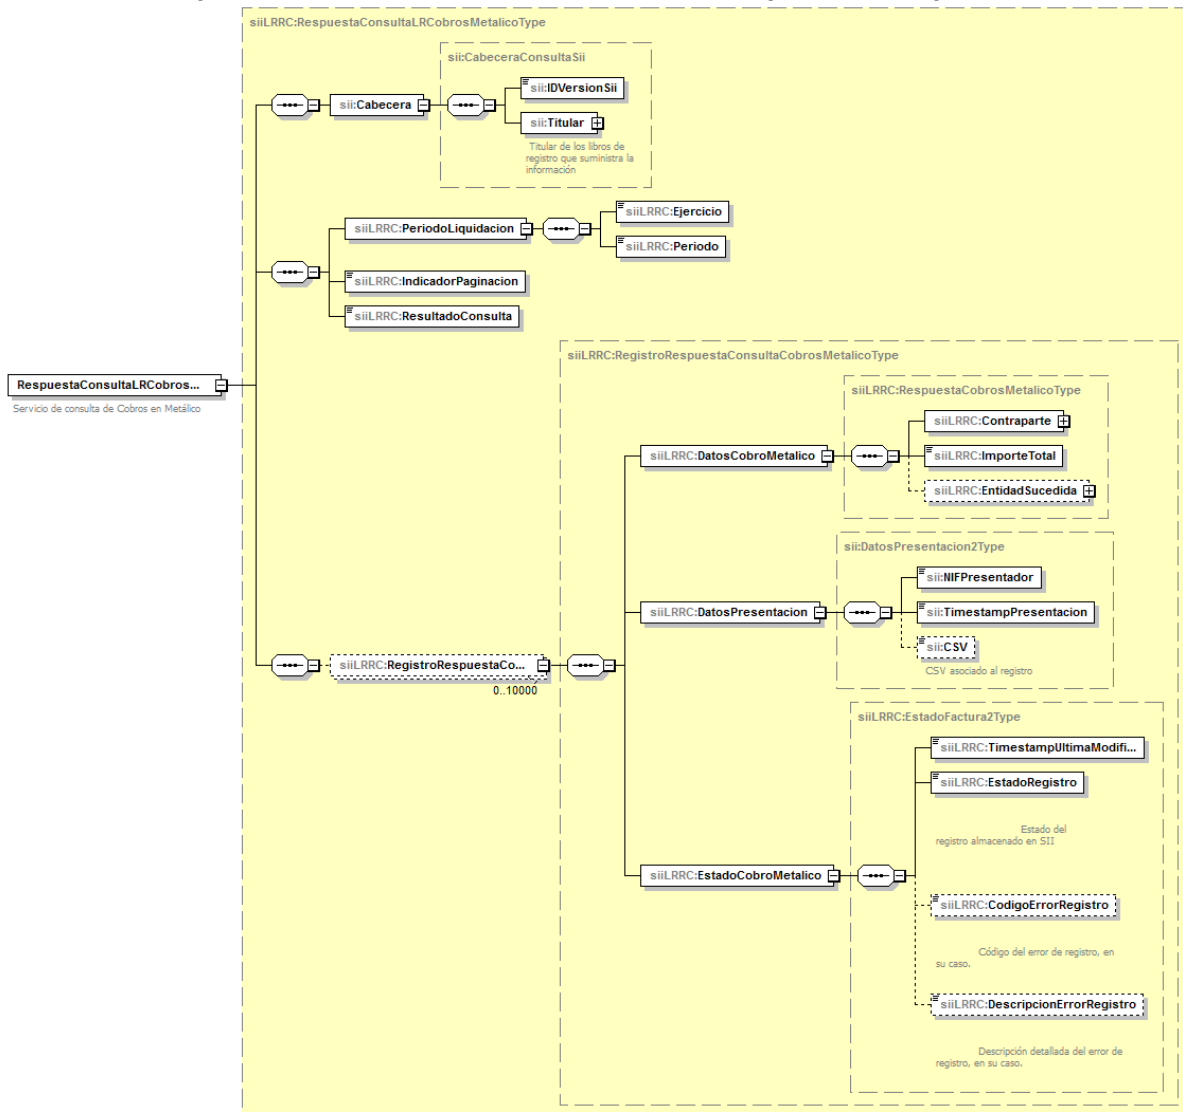 siiLRRC:RespuestaConsultaLRCobrosMetalicoType
sii:CabeceraConsultaSii
sii:IDVersionSii
sii:Cabecera
sii:Titular
Titular de los libros de
registro que suministra la
información
siiLRRC:PeriodoLiquidacion
siiLRRC:Ejercicio
siiLRRC:Periodo
siiLRRC:IndicadorPaginacion
siiLRRC:ResultadoConsulta
RespuestaConsultaLRCobros...
Servicio de consulta de Cobros en Metálico
siiLRRC:RegistroRespuestaConsultaCobrosMetalicoType
siiLRRC:RespuestaCobrosMetalicoType
siiLRRC:Contraparte
siiLRRC:DatosCobroMetalico
siiLRRC:ImporteTotal
siiLRRC:EntidadSucedida
sii:DatosPresentacion2Type
sii:NIFPresentador
siiLRRC:DatosPresentacion
sii:TimestampPresentacion
sii:CSV
CSV asociado al registro
siiLRRC:RegistroRespuestaCo...
0..10000
siiLRRC:EstadoFactura2Type
siiLRRC:TimestampUltimaModifi...
siiLRRC:EstadoRegistro
Estado del
registro almacenado en SII
siiLRRC:EstadoCobroMetalico
siiLRRC:CodigoErrorRegistro
Código del error de registro, en
su caso.
siiLRRC:DescripcionErrorRegistro
Descripción detallada del error de
registro, en su caso.